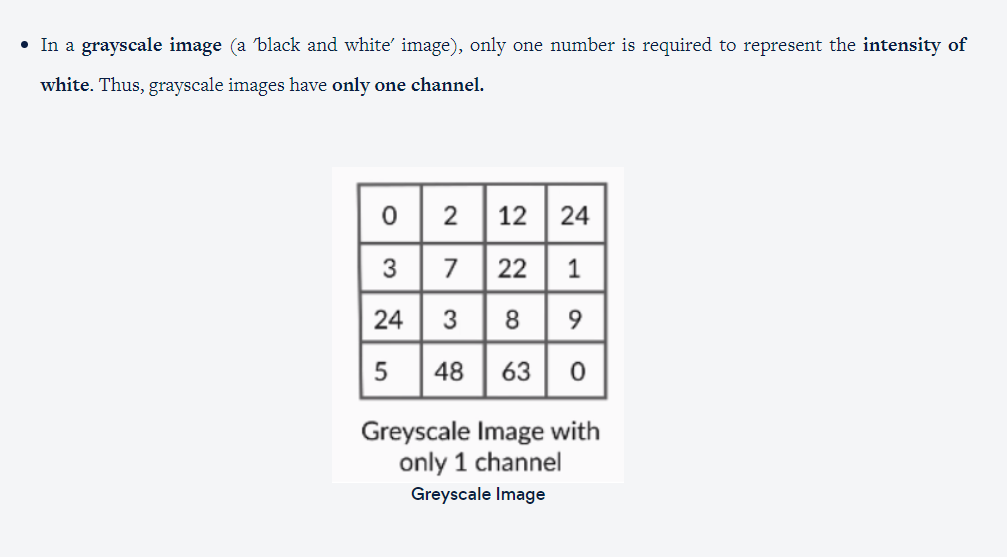 • In a grayscale image (a ′black and white′ image), only one number is required to represent the intensity of
white. Thus, grayscale images have only one channel.
0 2 12 24
3 7 22 1
24 3 8 9
5 48 63 0
Greyscale Image with
only 1 channel
Greyscale Image